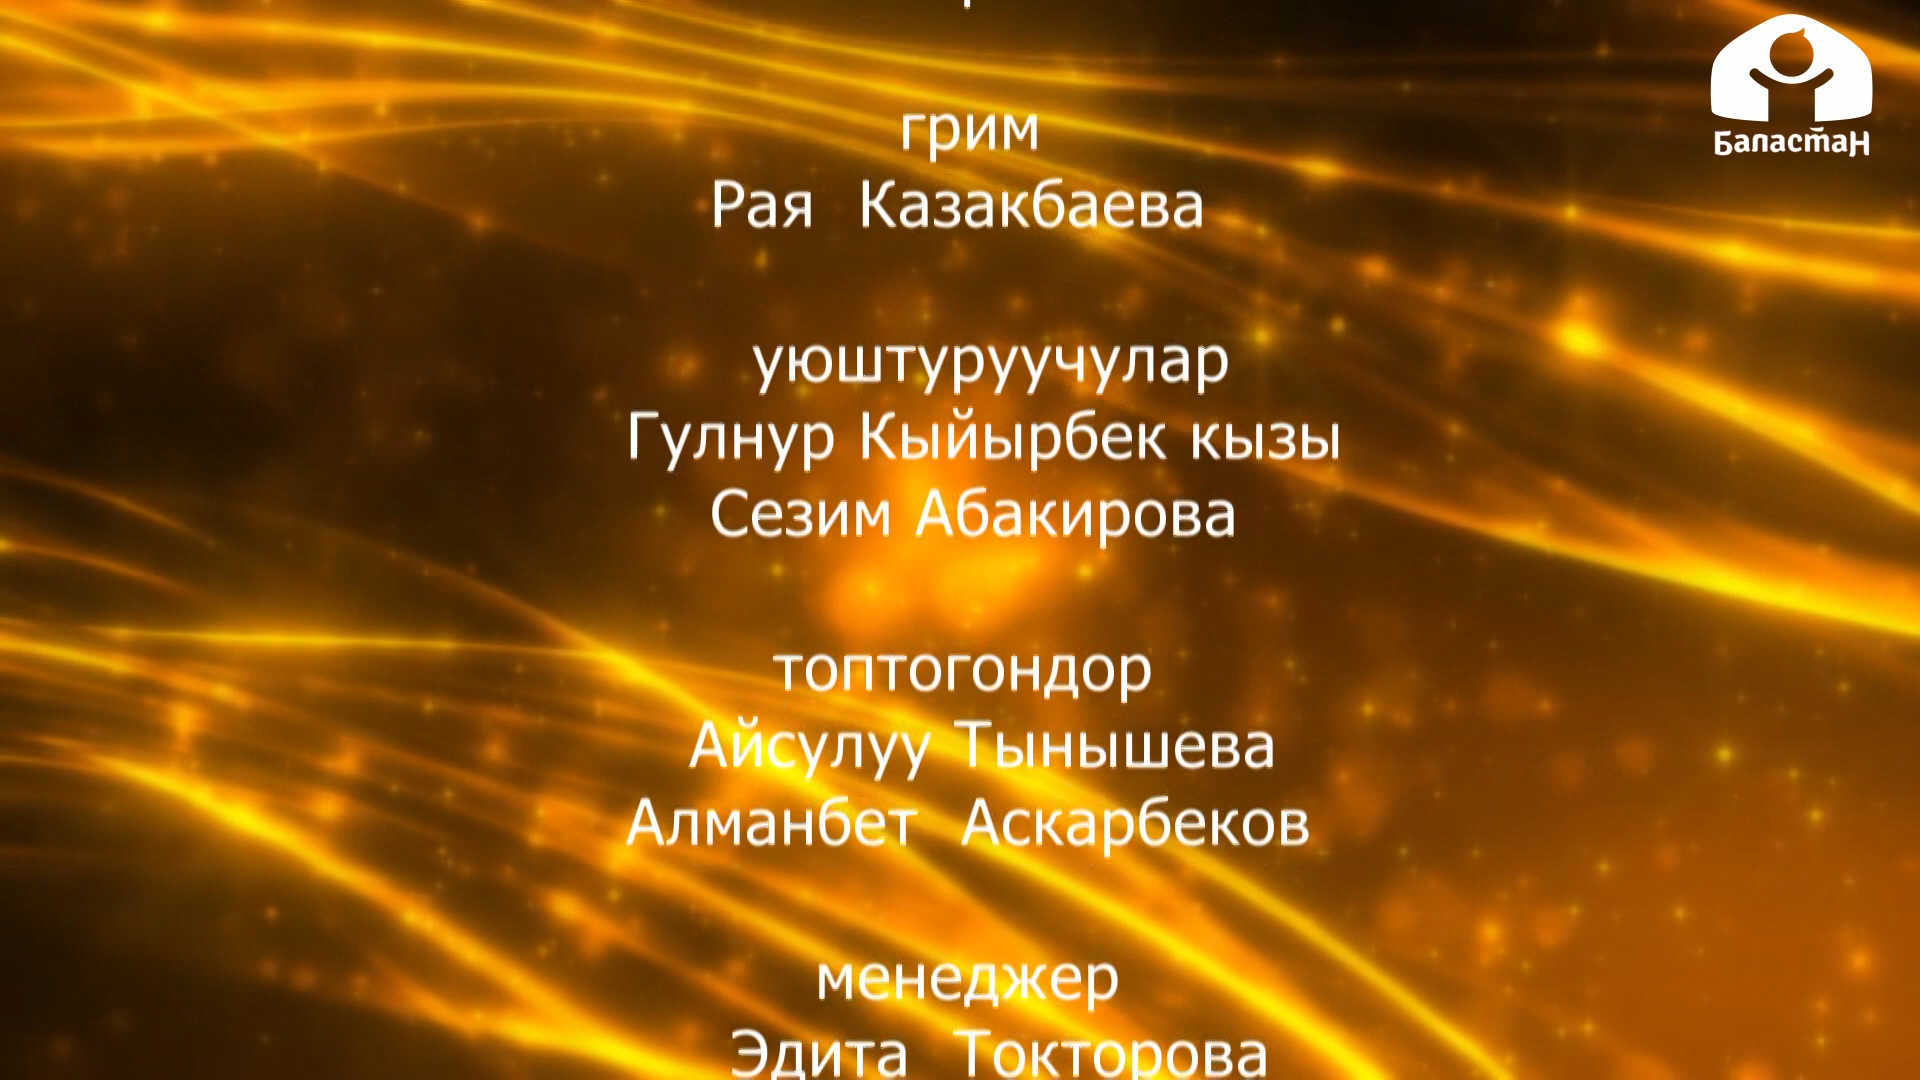 Баластан
грим
Рая Казакбаева
уюштуруучулар
Гулнур Кыйырбек кызы
Сезим Абакирова
топтогондор
Айсулуу Тынышева
Алманбет Аскарбеков
менеджер
Эдита Токторова